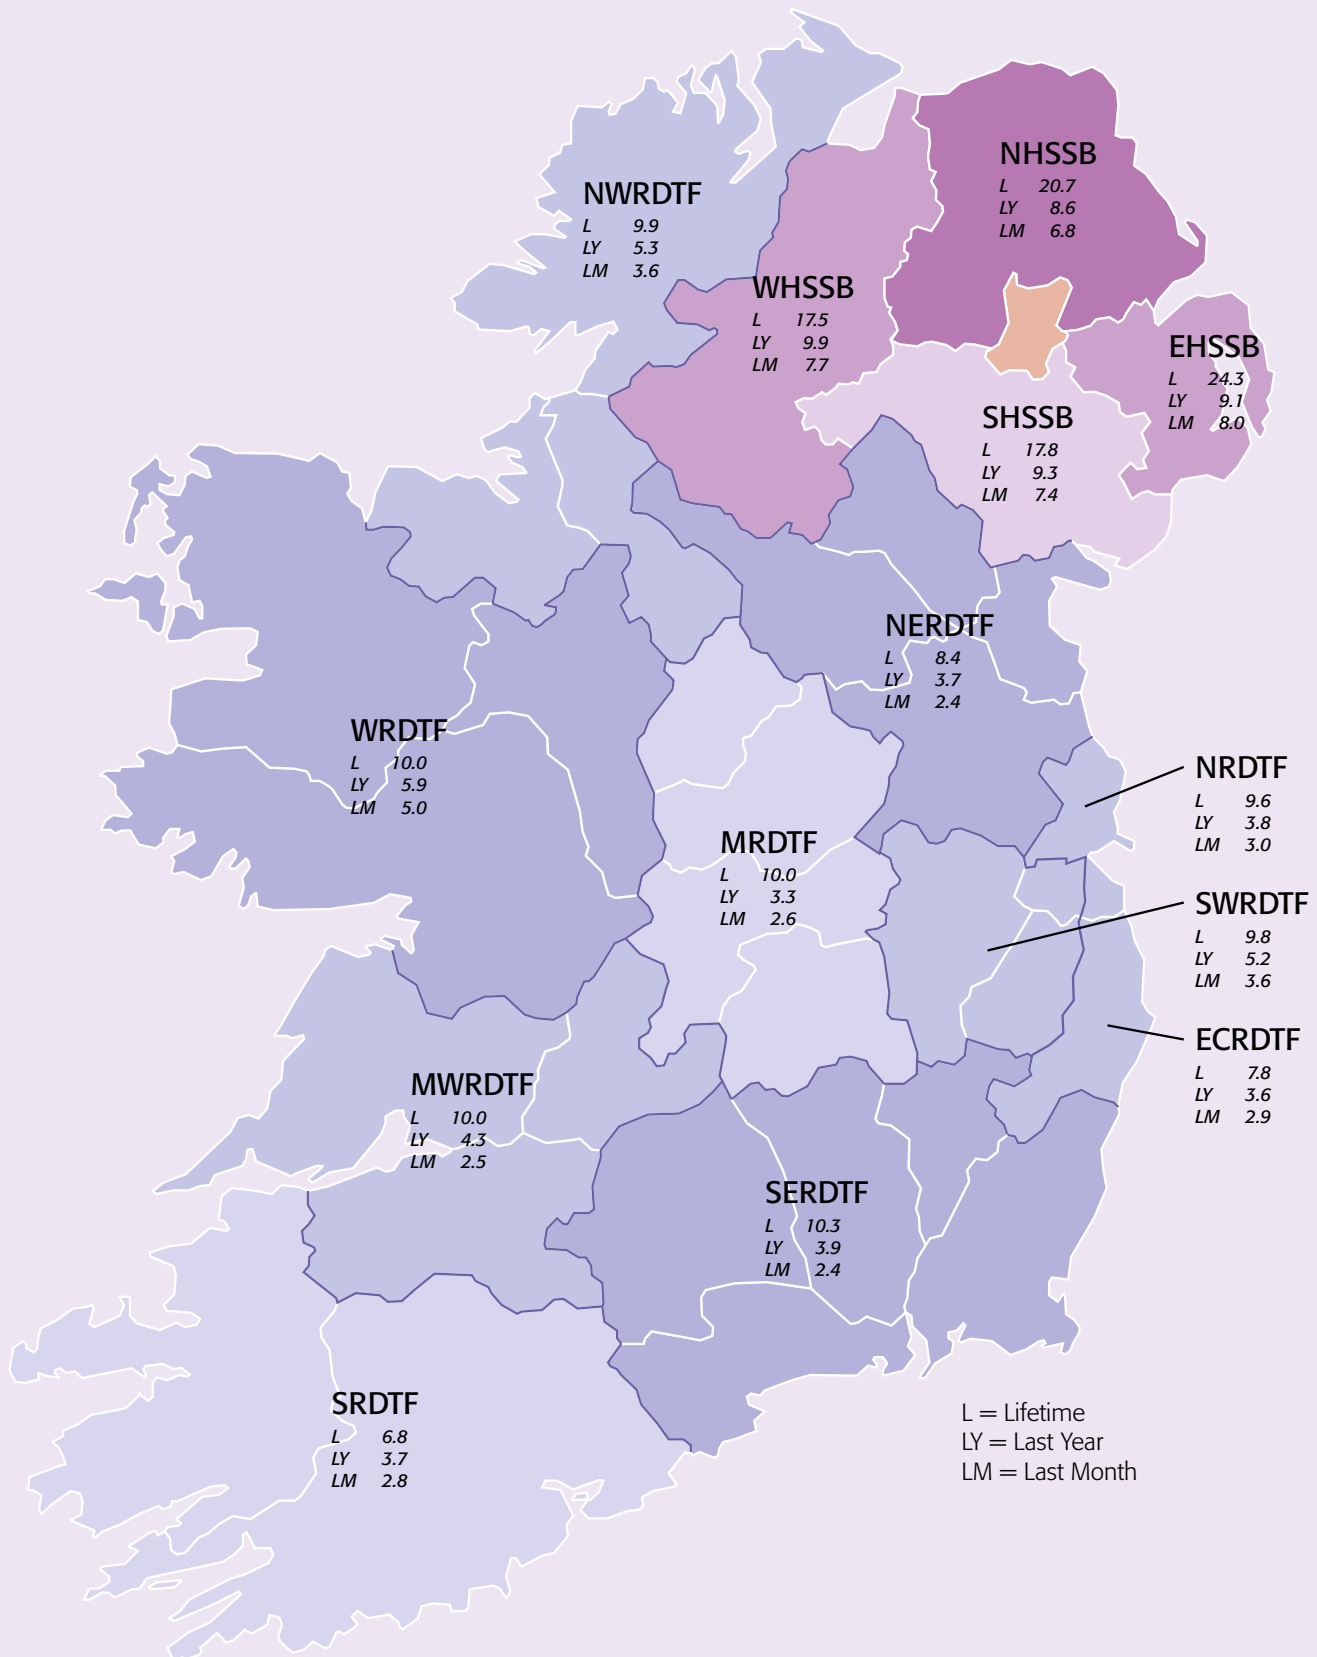 NHSSB
L 20.7
LY 8.6
LM 6.8
NWRDTF
L 9.9
LY 5.3
LM 3.6
WHSSB
L 17.5
LY 9.9
LM 7.7
EHSSB
L 24.3
LY 9.1
LM 8.0
SHSSB
L 17.8
LY 9.3
LM 7.4
NERDTF
L 8.4
LY 3.7
LM 2.4
WRDTF
L 10.0
LY 5.9
LM 5.0
NRDTF
L 9.6
LY 3.8
LM 3.0
MRDTF
L 10.0
LY 3.3
LM 2.6
SWRDTF
L 9.8
LY 5.2
LM 3.6
ECRDTF
L 7.8
LY 3.6
LM 2.9
MWRDTF
L 10.0
LY 4.3
LM 2.5
SERDTF
L 10.3
LY 3.9
LM 2.4
SRDTF
L 6.8
LY 3.7
LM 2.8
L = Lifetime
LY = Last Year
LM = Last Month